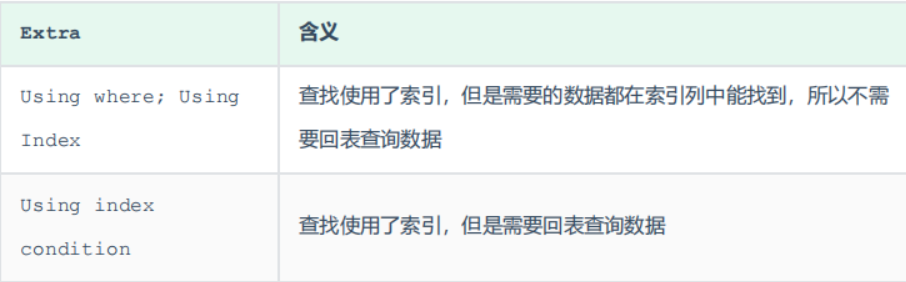 Extra 含义
Using where; Using
Index
查找使用了索引，但是需要的数据都在索引列中能找到，所以不需
要回表查询数据
Using index
condition
查找使用了索引，但是需要回表查询数据